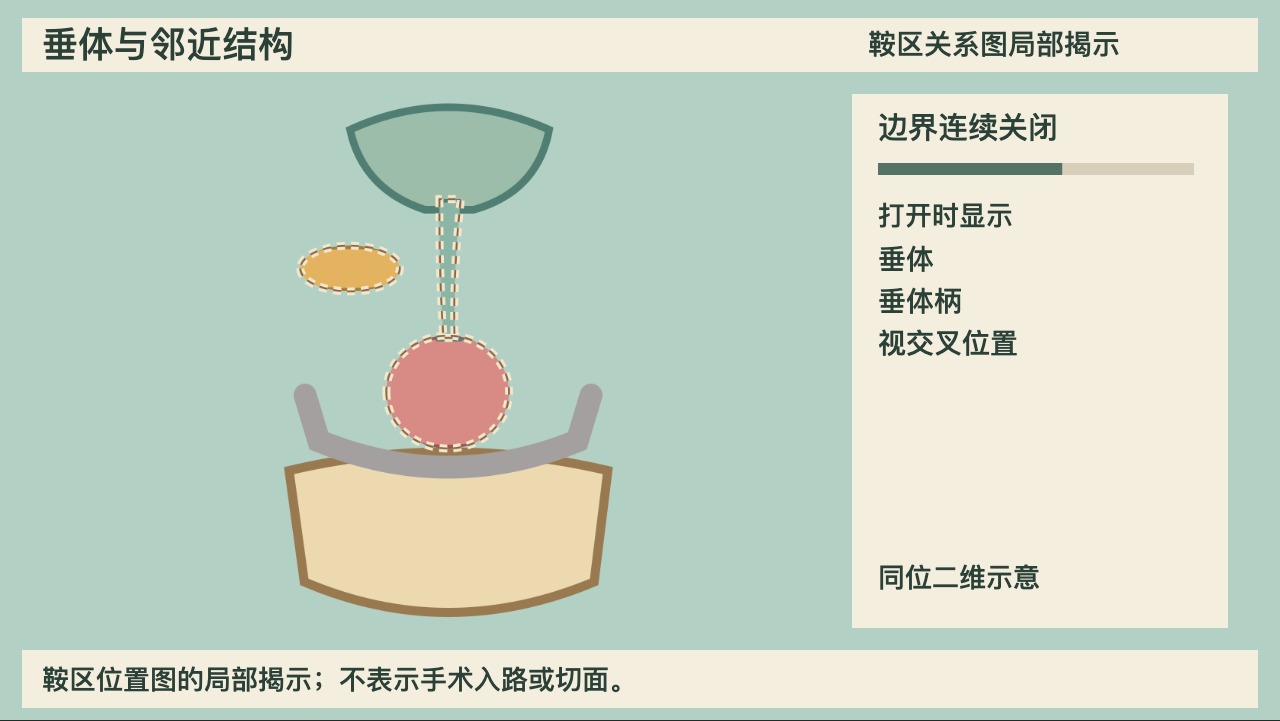 垂体与邻近结构
鞍区关系图局部揭示
边界连续关闭
打开时显示
垂体
垂体柄
视交叉位置
同位二维示意
鞍区位置图的局部揭示；不表示手术入路或切面。